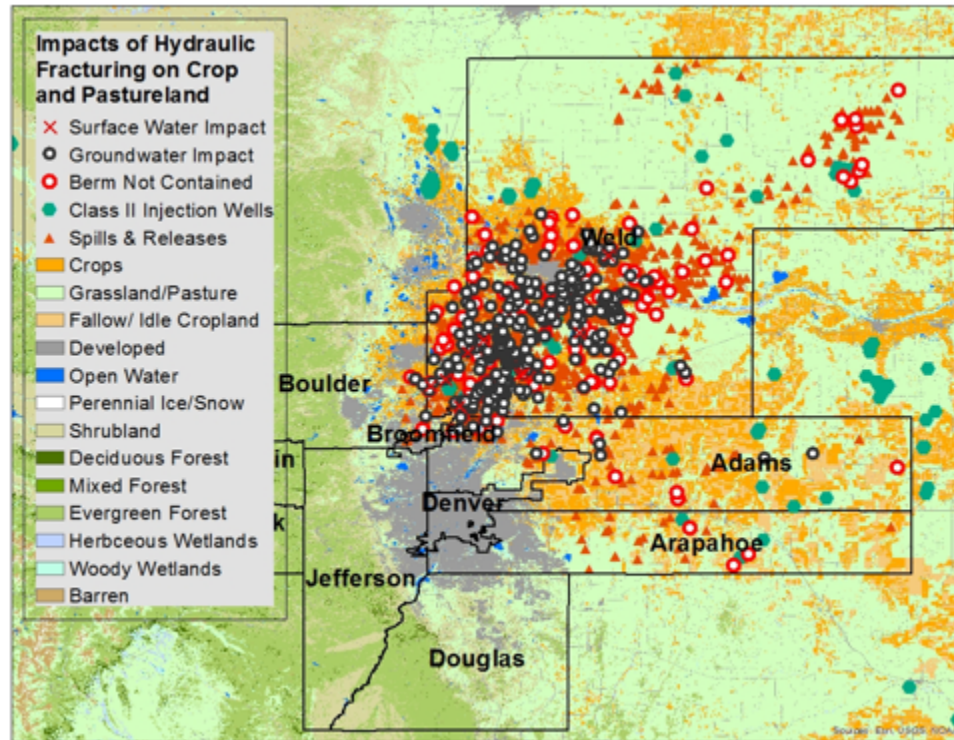 Impacts of Hydraulic
Fracturing on Crop
and Pastureland
Surface Water Impact
Groundwater Impact
Berm Not Contained
Class II Injection Wells
Spills & Releases
Crops
Grassland/Pasture
Fallow/ Idle Cropland
Developed
Open Water
Perennial Ice/Snow
Shrubland
Deciduous Forest
Mixed Forest
Evergreen Forest
Herbceous Wetlands
Woody Wetlands
Barren
Weld
Boulder
Broomfield
in
Adams
Denver
k
Arapahoe
Jefferson
Douglas